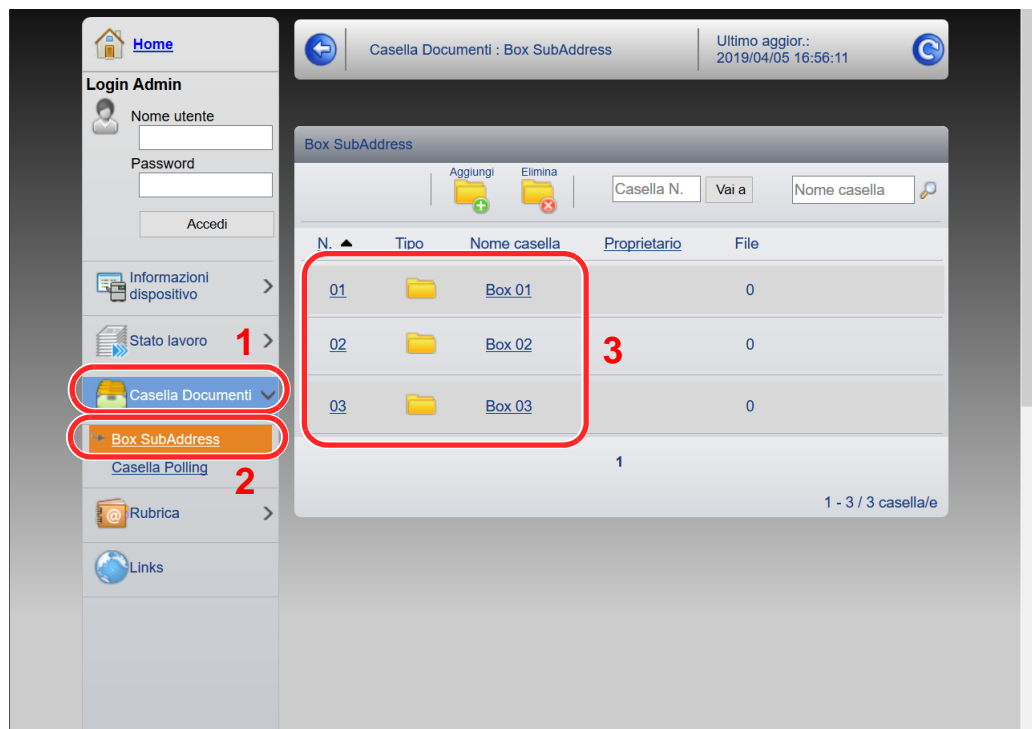 Home
Login Admin
Nome utente
Password
Accedi
Informazioni
dispositivo
Stato lavoro
1
Casella Documenti
Box SubAddress
Casella Polling
2
Rubrica
Links
Casella Documenti : Box SubAddress
Ultimo aggior.:
2019/04/05 16:56:11
Box SubAddress
Aggiungi Elimina
Casella N. Vai a Nome casella
N. ▲ Tipo Nome casella Proprietario File
01 Box 01 0
02 Box 02 0
3
03 Box 03 0
1
1 - 3 / 3 casella/e